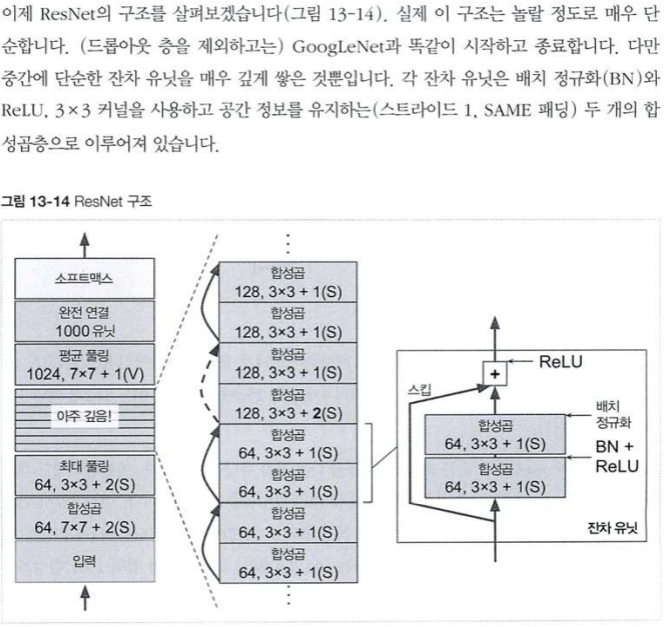 이제 ResNet의 구조를 살펴보겠습니다(그림 13-14). 실제 이 구조는 놀랄 정도로 매우 단
순합니다. (드롭아웃 층을 제외하고는) GoogLeNet과 똑같이 시작하고 종료합니다. 다만
중간에 단순한 잔차 유닛을 매우 깊게 쌓은 것뿐입니다. 각 잔차 유닛은 배치 정규화(BN)와
ReLU, 3×3 커널을 사용하고 공간 정보를 유지하는(스트라이드 1, SAME 패딩) 두 개의 합
성곱층으로 이루어져 있습니다.
그림 13-14 ResNet 구조
소프트맥스
완전 연결
1000 유닛
평균 풀링
1024, 7×7 + 1(V)
아주 깊음!
최대 풀링
64, 3×3 + 2(S)
합성곱
64, 7×7 + 2(S)
입력
합성곱
128, 3×3 + 1(S)
합성곱
128, 3×3 + 1(S)
합성곱
128, 3×3 + 1(S)
합성곱
128, 3×3 + 2(S)
합성곱
64, 3×3 + 1(S)
합성곱
64, 3×3 + 1(S)
합성곱
64, 3×3 + 1(S)
합성곱
64, 3×3 + 1(S)
+
ReLU
스킵
합성곱
64, 3×3 + 1(S)
배치
정규화
합성곱
64, 3×3 + 1(S)
BN +
ReLU
잔차 유닛